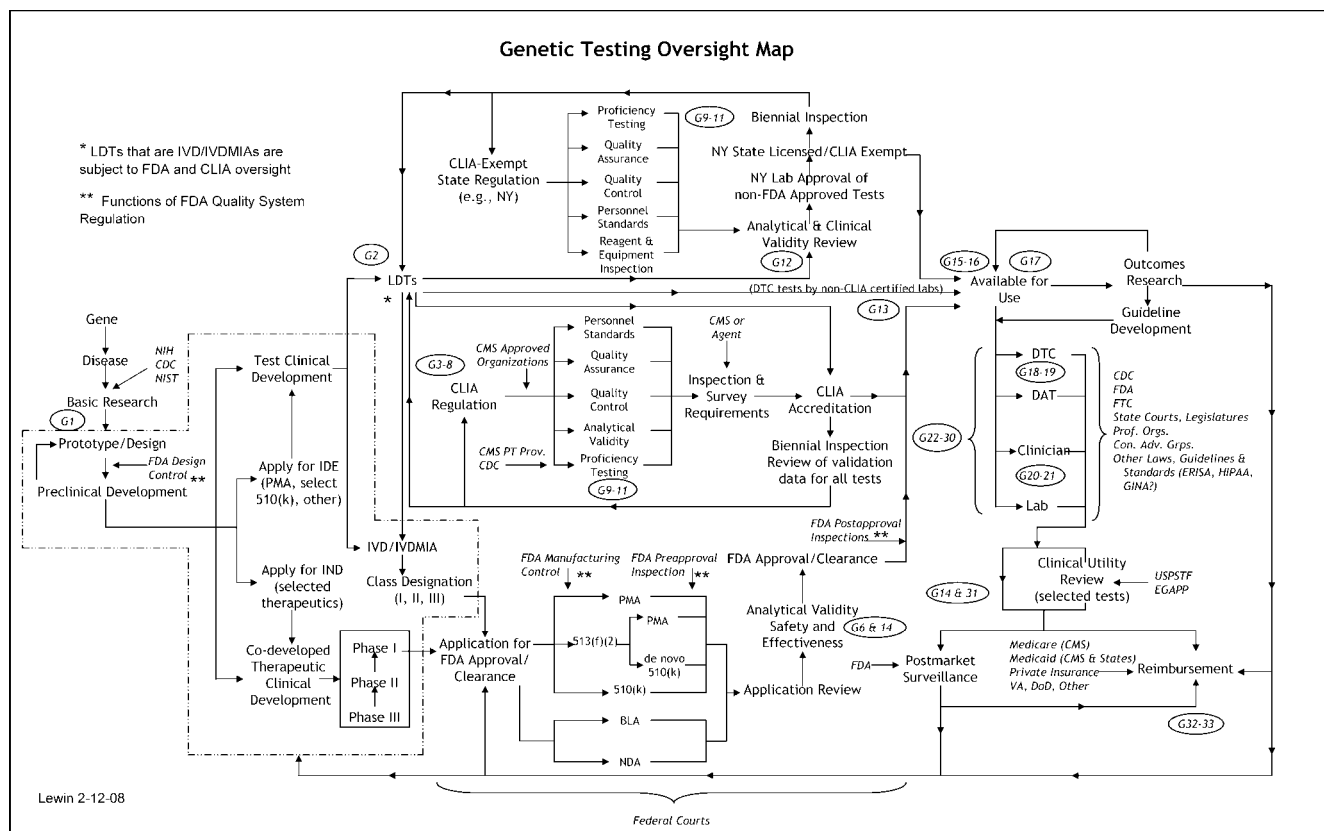 Genetic Testing Oversight Map
* LDTs that are IVD/IVDMIAs are
subject to FDA and CLIA oversight
** Functions of FDA Quality System
Regulation
CLIA-Exempt
State Regulation
(e.g., NY)
Proficiency
Testing
Quality
Assurance
Quality
Control
Personnel
Standards
Reagent &
Equipment
Inspection
G9-11
Biennial Inspection
NY State Licensed/CLIA Exempt
NY Lab Approval of
non-FDA Approved Tests
Analytical & Clinical
Validity Review
G12
G2
LDTs
*
(DTC tests by non-CLIA certified labs)
G13
G15-16
G17
Available for
Use
Outcomes
Research
Guideline
Development
Gene
Disease
NIH
CDC
NIST
Basic Research
G1
Prototype/Design
FDA Design
Control **
Preclinical Development
Test Clinical
Development
Apply for IDE
(PMA, select
510(k), other)
Apply for IND
(selected
therapeutics)
Co-developed
Therapeutic
Clinical
Development
Phase I
Phase II
Phase III
IVD/IVDMIA
Class Designation
(I, II, III)
G3-8
CLIA
Regulation
CMS Approved
Organizations
CMS PT Prov.
CDC
Personnel
Standards
Quality
Assurance
Quality
Control
Analytical
Validity
Proficiency
Testing
G9-11
CMS or
Agent
Inspection &
Survey
Requirements
CLIA
Accreditation
Biennial Inspection
Review of validation
data for all tests
G22-30
DTC
G18-19
DAT
Clinician
G20-21
Lab
CDC
FDA
FTC
State Courts, Legislatures
Prof. Orgs.
Con. Adv. Grps.
Other Laws, Guidelines &
Standards (ERISA, HIPAA,
GINA?)
Application for
FDA Approval/
Clearance
FDA Manufacturing
Control **
FDA Preapproval
Inspection **
PMA
513(f)(2)
PMA
de novo
510(k)
510(k)
BLA
NDA
Application Review
Analytical Validity
Safety and
Effectiveness
G6 & 14
FDA Approval/Clearance
FDA Postapproval
Inspections **
Clinical Utility
Review
(selected tests)
USPSTF
EGAPP
G14 & 31
FDA
Postmarket
Surveillance
Medicare (CMS)
Medicaid (CMS & States)
Private Insurance
VA, DoD, Other
Reimbursement
G32-33
Federal Courts
Lewin 2-12-08